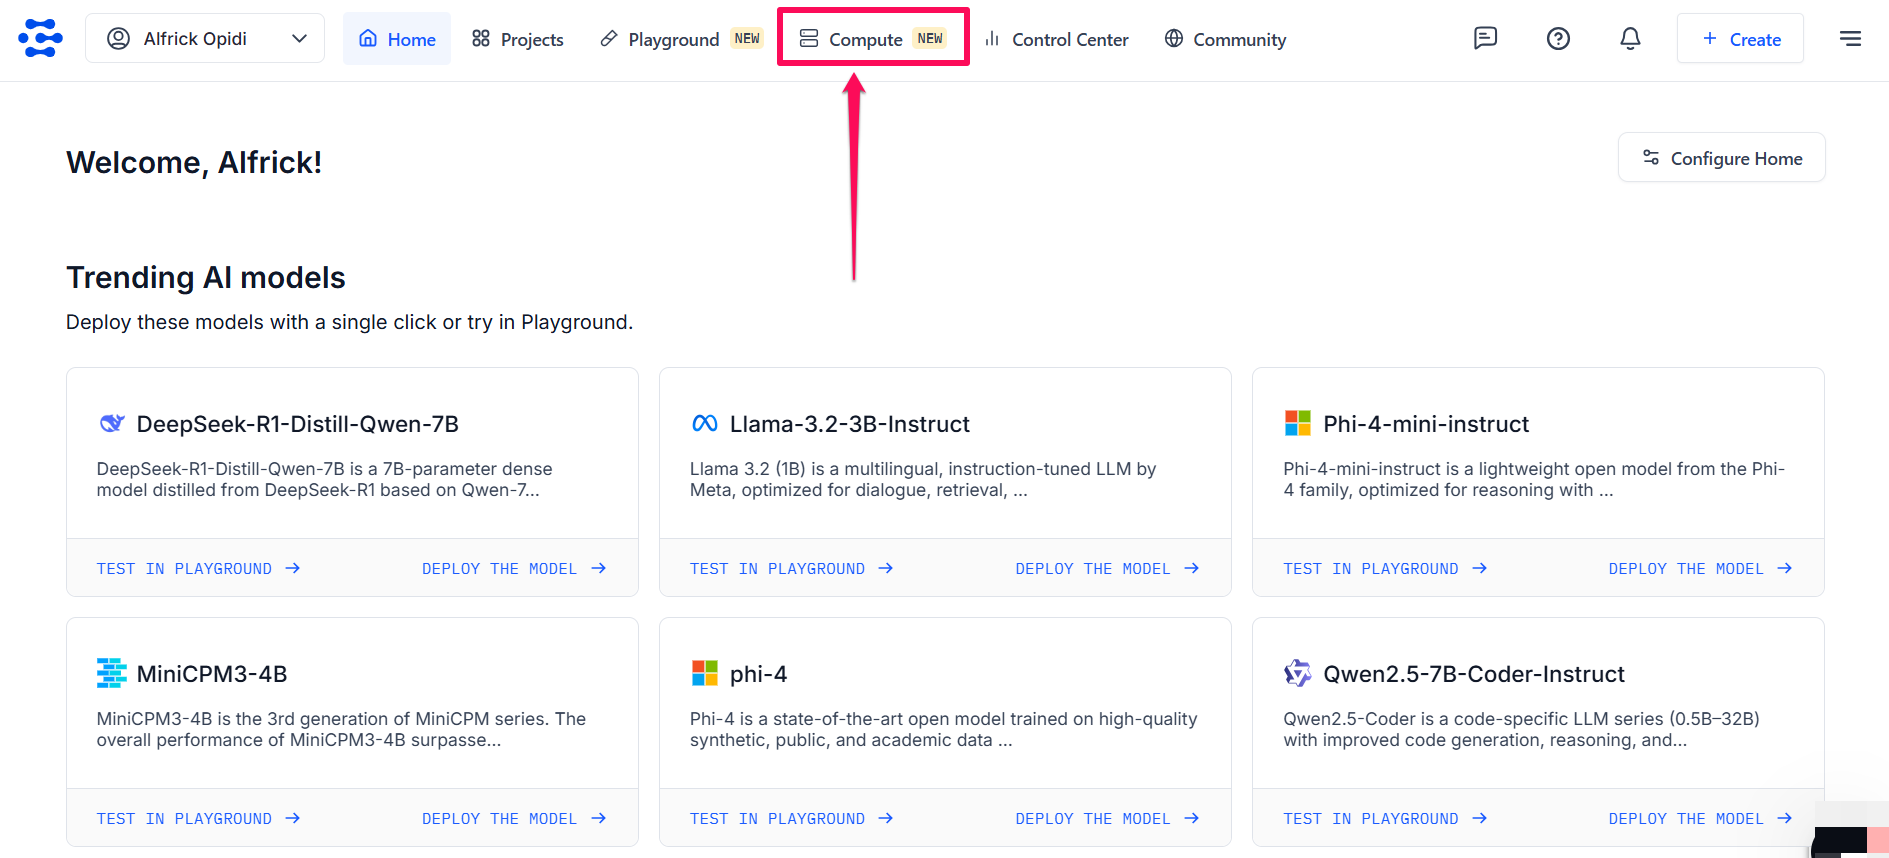 Alfrick Opidi
Home
Projects
Playground NEW
Compute NEW
Control Center
Community
+ Create
Welcome, Alfrick!
Configure Home
Trending AI models
Deploy these models with a single click or try in Playground.
DeepSeek-R1-Distill-Qwen-7B
DeepSeek-R1-Distill-Qwen-7B is a 7B-parameter dense
model distilled from DeepSeek-R1 based on Qwen-7...
TEST IN PLAYGROUND →
DEPLOY THE MODEL →
Llama-3.2-3B-Instruct
Llama 3.2 (1B) is a multilingual, instruction-tuned LLM by
Meta, optimized for dialogue, retrieval, ...
TEST IN PLAYGROUND →
DEPLOY THE MODEL →
Phi-4-mini-instruct
Phi-4-mini-instruct is a lightweight open model from the Phi-
4 family, optimized for reasoning with ...
TEST IN PLAYGROUND →
DEPLOY THE MODEL →
MiniCPM3-4B
MiniCPM3-4B is the 3rd generation of MiniCPM series. The
overall performance of MiniCPM3-4B surpasse...
TEST IN PLAYGROUND →
DEPLOY THE MODEL →
phi-4
Phi-4 is a state-of-the-art open model trained on high-quality
synthetic, public, and academic data ...
TEST IN PLAYGROUND →
DEPLOY THE MODEL →
Qwen2.5-7B-Coder-Instruct
Qwen2.5-Coder is a code-specific LLM series (0.5B–32B)
with improved code generation, reasoning, and...
TEST IN PLAYGROUND →
DEPLOY THE MODEL →